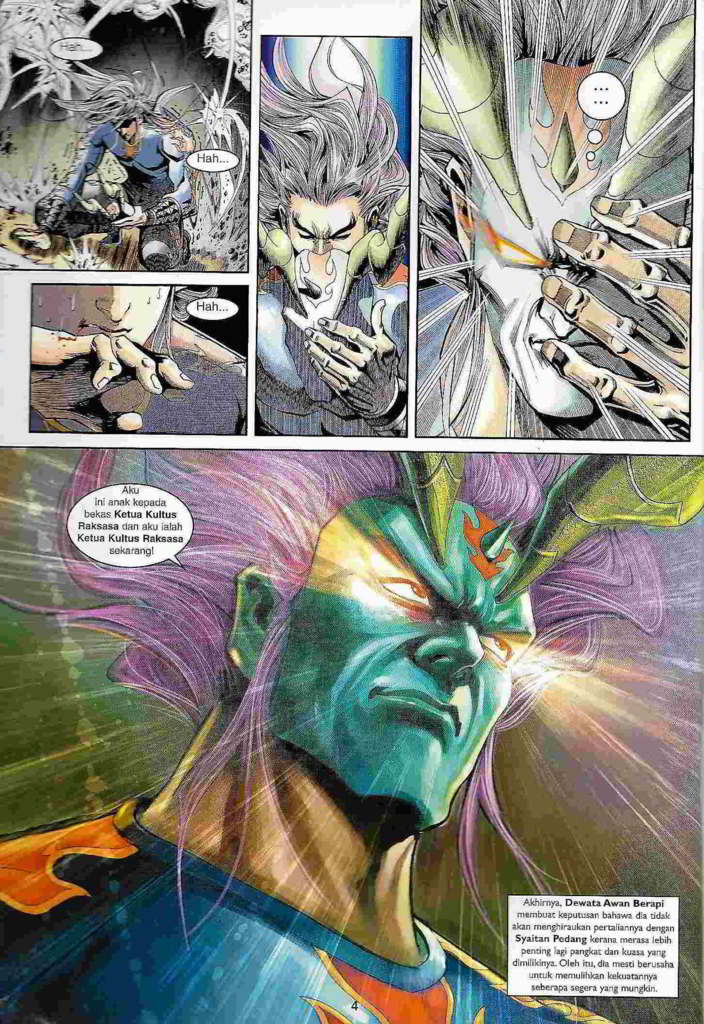 Hah...
Hah...
Hah...
...
...
Aku
ini anak kepada
bekas Ketua Kultus
Raksasa dan aku ialah
Ketua Kultus Raksasa
sekarang!
Akhirnya, Dewata Awan Berapi
membuat keputusan bahawa dia tidak
akan menghiraukan pertaliannya dengan
Syaitan Pedang kerana merasa lebih
penting lagi pangkat dan kuasa yang
dimilikinya. Oleh itu, dia mesti berusaha
untuk memulihkan kekuatannya
seberapa segera yang mungkin.
4